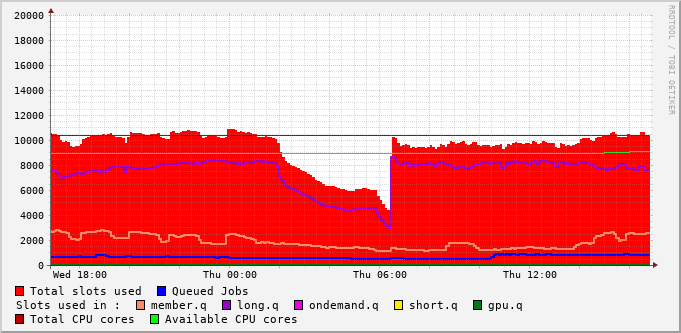 20000
18000
16000
14000
12000
10000
8000
6000
4000
2000
0
Wed 18:00 Thu 00:00 Thu 06:00 Thu 12:00
Total slots used Queued Jobs
Slots used in : member.q long.q ondemand.q short.q gpu.q
Total CPU cores Available CPU cores
RRDTOOL / TOBI OETIKER